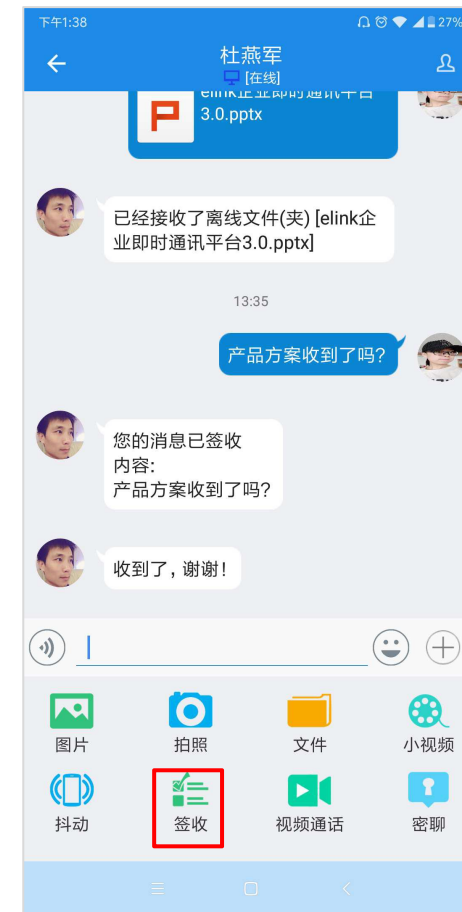 下午1:38
27%
杜燕军
[在线]
elink企业即时通讯平台
3.0.pptx
已经接收了离线文件(夹) [elink企
业即时通讯平台3.0.pptx]
13:35
产品方案收到了吗?
您的消息已签收
内容:
产品方案收到了吗?
收到了，谢谢！
图片
拍照
文件
小视频
抖动
签收
视频通话
密聊